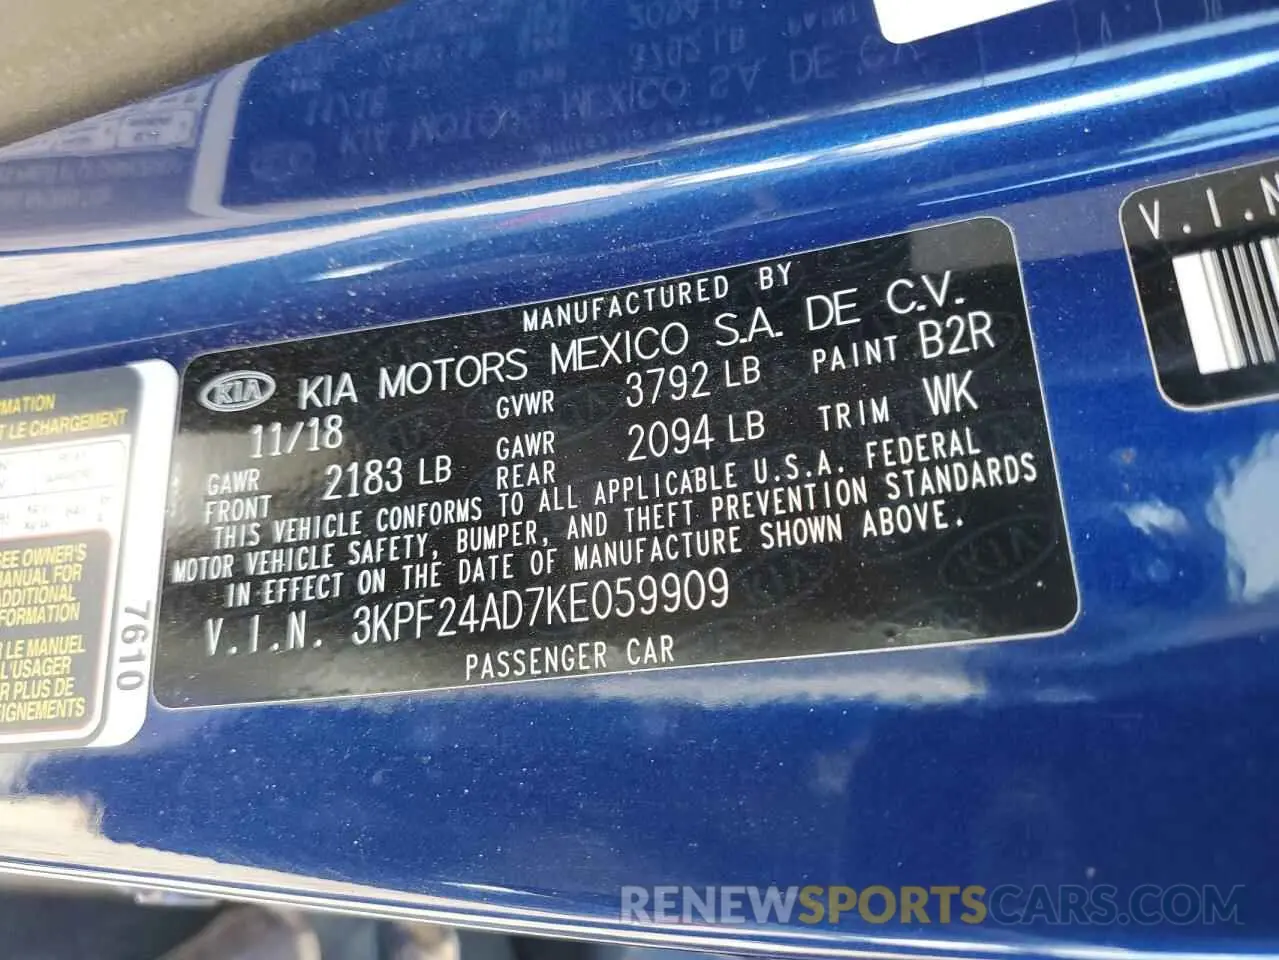 MANUFACTURED BY
KIA KIA MOTORS MEXICO S.A. DE C.V.
11/18 GVWR 3792 LB PAINT B2R
GAWR FRONT 2183 LB GAWR REAR 2094 LB TRIM WK
THIS VEHICLE CONFORMS TO ALL APPLICABLE U.S.A. FEDERAL
MOTOR VEHICLE SAFETY, BUMPER, AND THEFT PREVENTION STANDARDS
IN EFFECT ON THE DATE OF MANUFACTURE SHOWN ABOVE.
V.I.N. 3KPF24AD7KE059909
PASSENGER CAR
V.I.N
LE CHARGEMENT
SEE OWNER'S
MANUAL FOR
ADDITIONAL
LE MANUEL
PLUS DE
7610
RENEWSPORTSCARS.COM